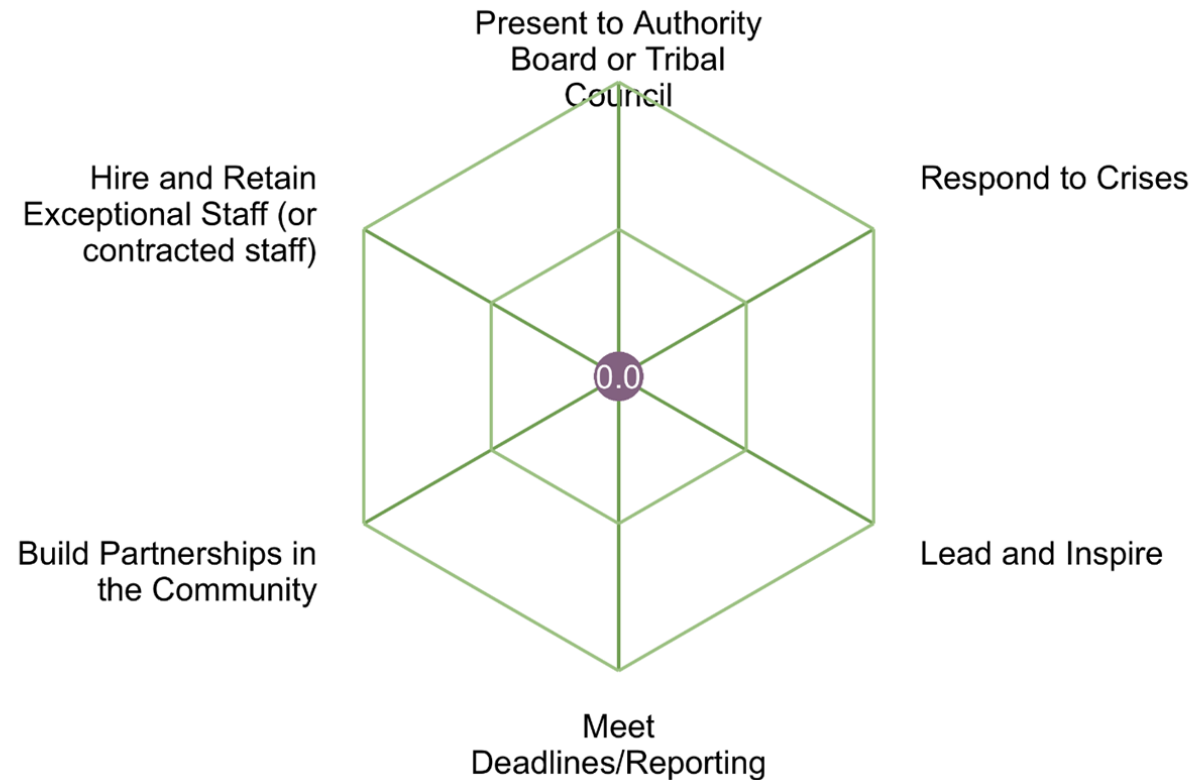 Present to Authority
Board or Tribal
Council
Hire and Retain
Exceptional Staff (or
contracted staff)
Respond to Crises
0.0
Build Partnerships in
the Community
Lead and Inspire
Meet
Deadlines/Reporting